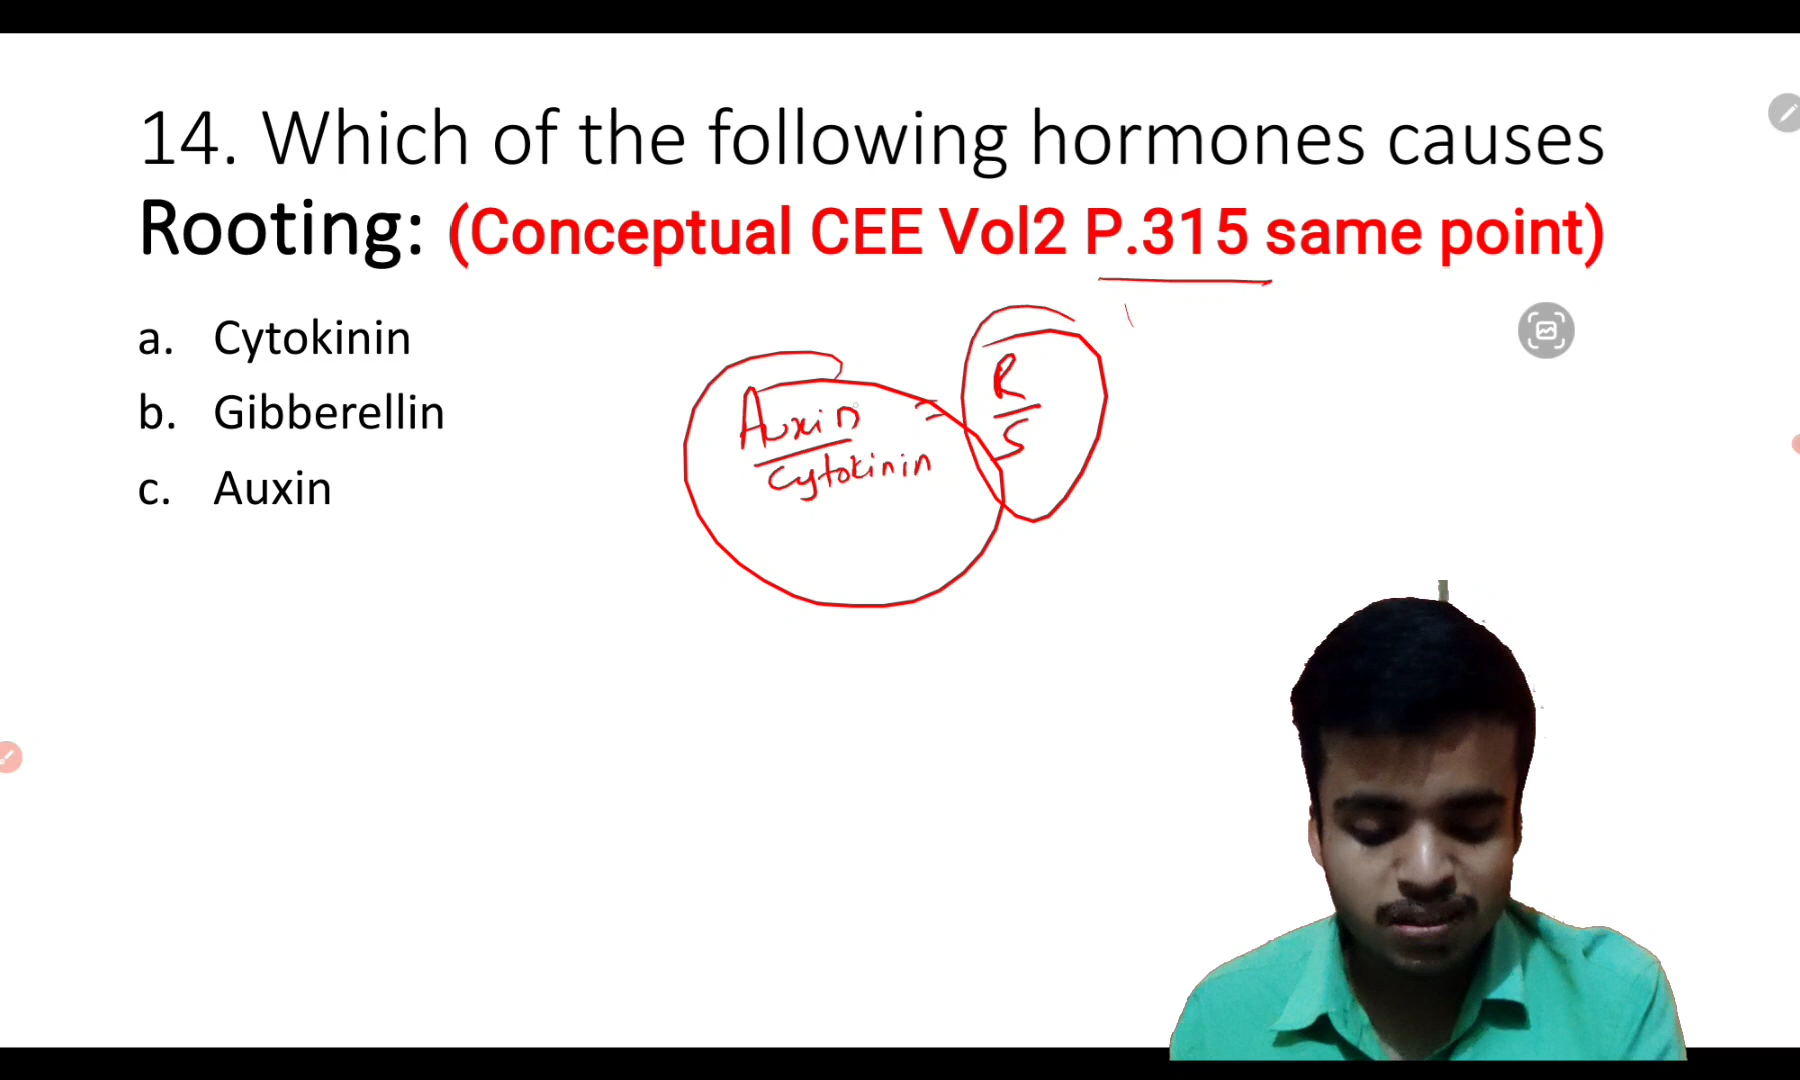 14. Which of the following hormones causes
Rooting: (Conceptual CEE Vol2 P.315 same point)
a. Cytokinin
b. Gibberellin
c. Auxin
Auxin
cytokinin
=
R
S